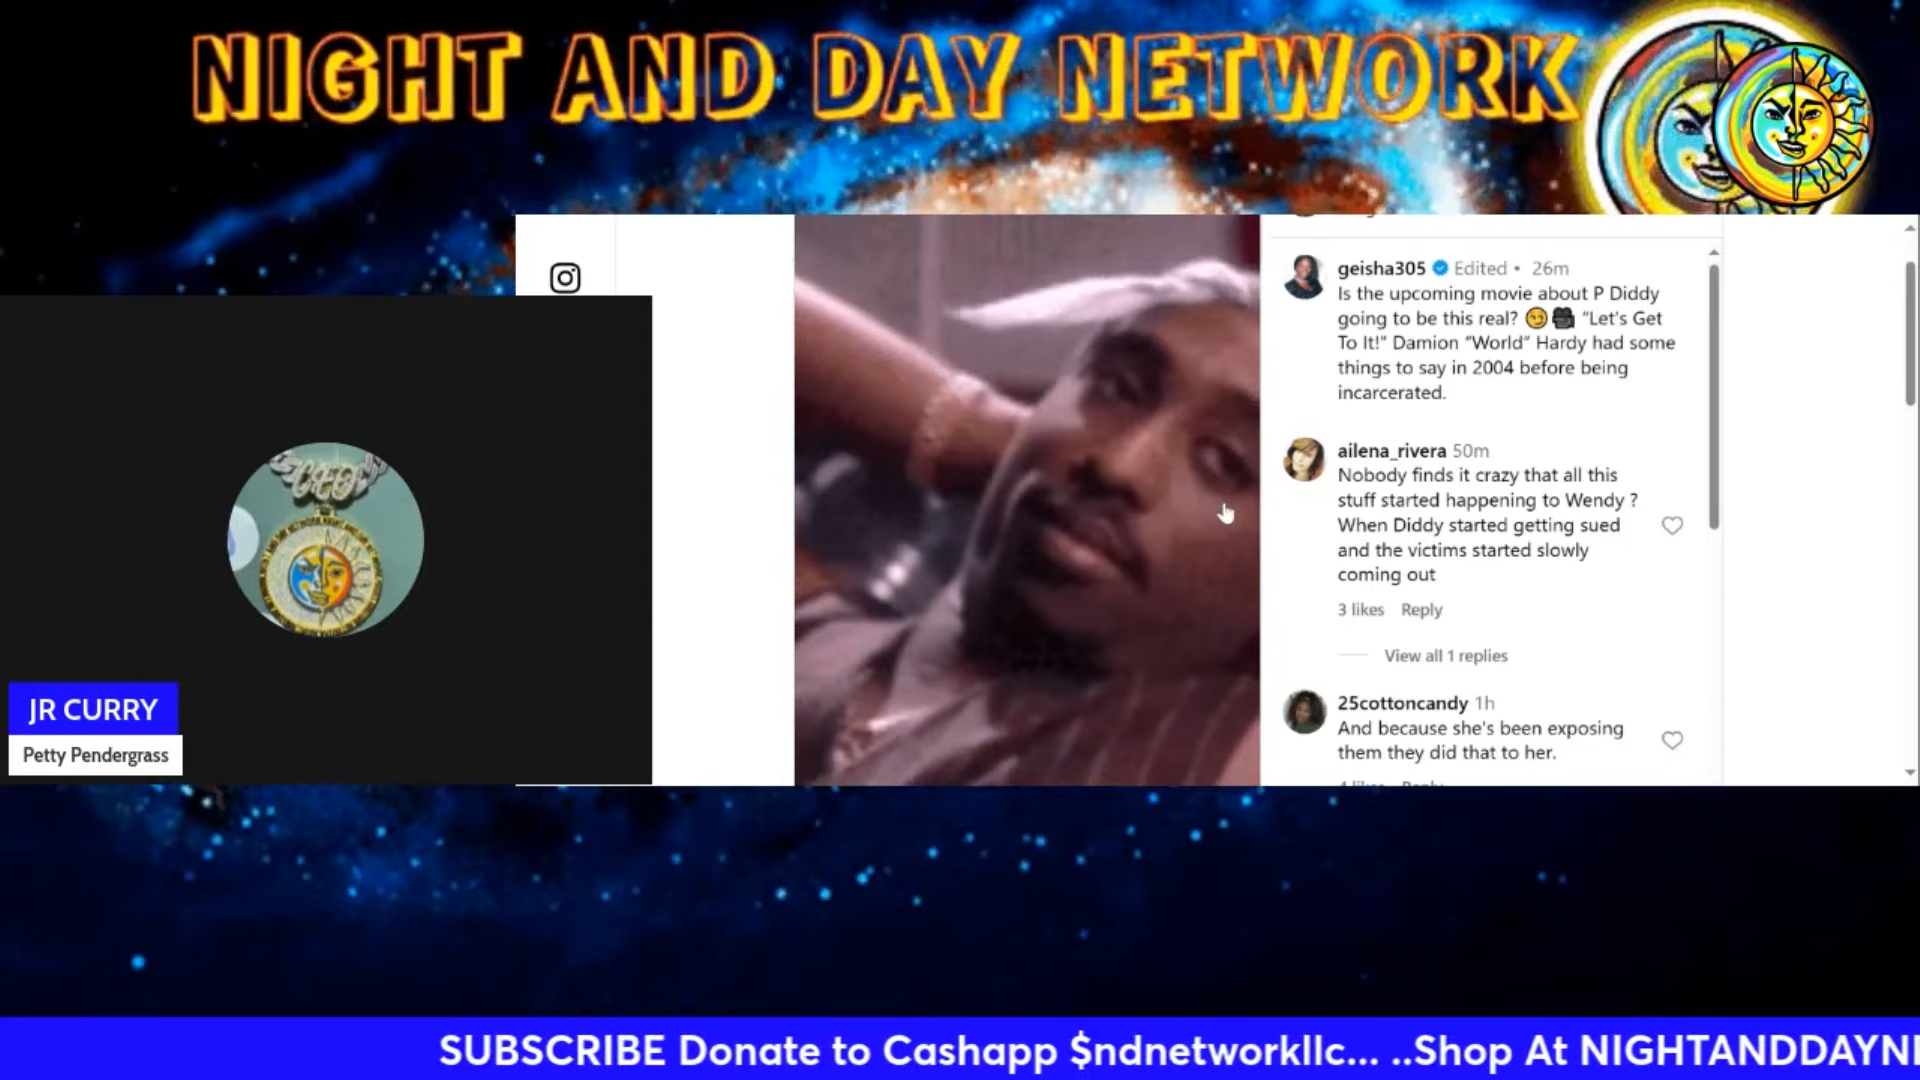 NIGHT AND DAY NETWORK
geisha305 Edited • 26m
Is the upcoming movie about P Diddy
going to be this real? 😏🎥 “Let's Get
To It!” Damion “World” Hardy had some
things to say in 2004 before being
incarcerated.
ailena_rivera 50m
Nobody finds it crazy that all this
stuff started happening to Wendy ?
When Diddy started getting sued
and the victims started slowly
coming out
3 likes Reply
View all 1 replies
25cottoncandy 1h
And because she's been exposing
them they did that to her.
CEO
JR CURRY
Petty Pendergrass
SUBSCRIBE Donate to Cashapp $ndnetworkllc... ..Shop At NIGHTANDDAYN